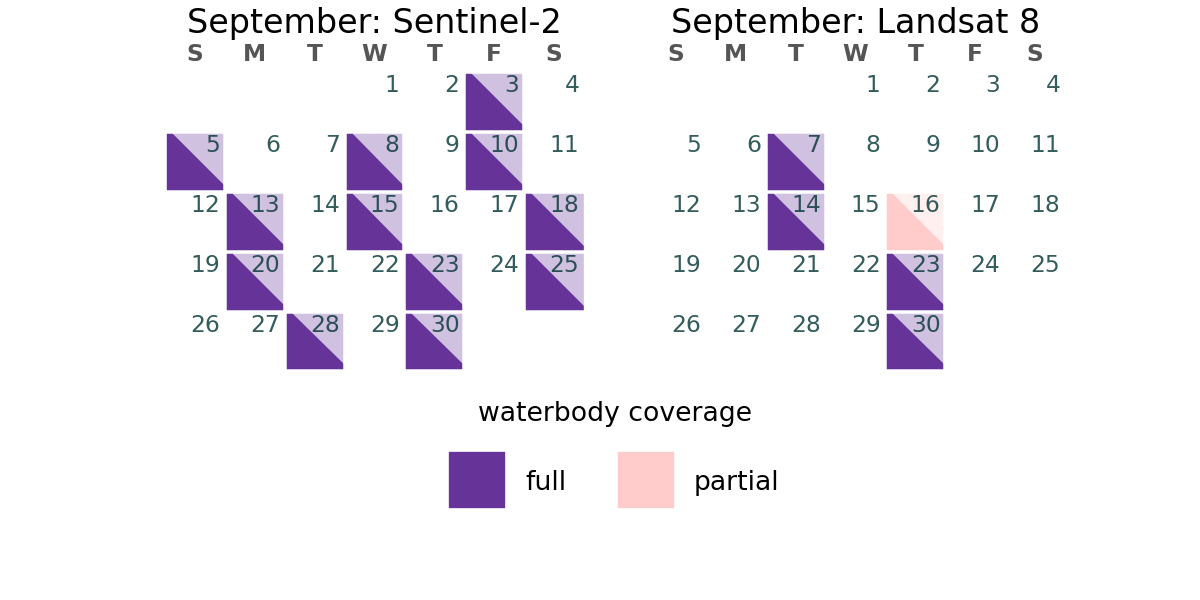 September: Sentinel-2
S M T W T F S
1 2 3 4
5 6 7 8 9 10 11
12 13 14 15 16 17 18
19 20 21 22 23 24 25
26 27 28 29 30
September: Landsat 8
S M T W T F S
1 2 3 4
5 6 7 8 9 10 11
12 13 14 15 16 17 18
19 20 21 22 23 24 25
26 27 28 29 30
waterbody coverage
full partial